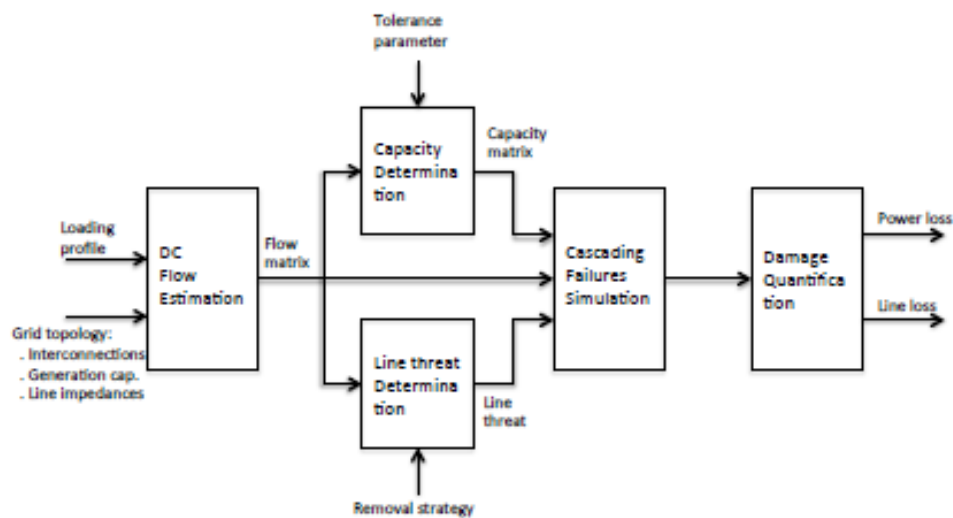 Tolerance
parameter
Capacity
Determina
tion
Capacity
matrix
Loading
profile
DC
Flow
Estimation
Flow
matrix
Cascading
Failures
Simulation
Damage
Quantifica
tion
Power loss
Line loss
Grid topology:
. Interconnections
. Generation cap.
. Line impedances
Line threat
Determina
tion
Line
threat
Removal strategy